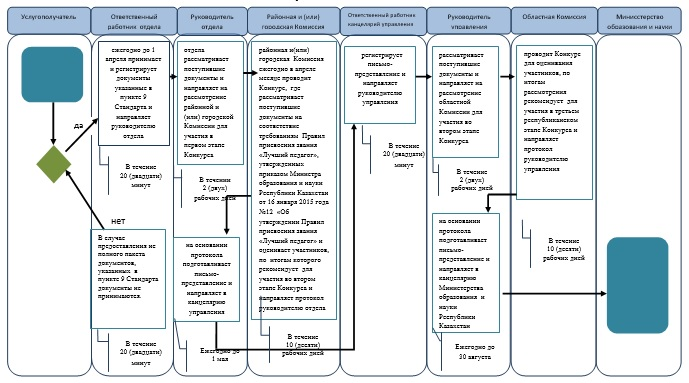 Услугополучатель
Ответственный
работник отдела
Руководитель
отдела
Районная и (или)
городская Комиссия
Ответственный работник
канцелярий управления
Руководитель
управления
Областная Комиссия
Министерство
образования и науки
да
нет
ежегодно до 1
апреля принимает
и регистрирует
документы
указанные в
пункте 9
Стандарта и
направляет
руководителю
отдела
В течение
20 (двадцати)
минут
В случае
предоставления не
полного пакета
документов,
указанных в
пункте 9 Стандарта
документы не
принимаются.
В течение
20 (двадцати)
минут
отдела
рассматривает
поступившие
документы и
направляет на
рассмотрение
районной и
(или) городской
Комиссии для
участия в
первом этапе
Конкурса
В течении
2 (двух)
рабочих дней
на основании
протокола
подготавливает
письмо-
представление и
направляет в
канцелярию
управления
Ежегодно до
1 мая
районная и(или)
городская Комиссия
ежегодно в апреле
месяце проводит
Конкурс, где
рассматривает
поступившие
документы на
соответствие
требованиям Правил
присвоения звания
«Лучший педагог»,
утвержденных
приказом Министра
образования и науки
Республики Казахстан
от 16 января 2015 года
№12 «Об
утверждении Правил
присвоения звания
«Лучший педагог» и
оценивает участников,
по итогам которого
рекомендует для
участия во втором
этапе Конкурса и
направляет протокол
руководителю отдела
В течение
10 (десяти)
рабочих дней
регистрирует
письмо-
представление и
направляет
руководителю
управления
В течение
20 (двадцати)
минут
рассматривает
поступившие
документы и
направляет на
рассмотрение
областной
Комиссии для
участия во
втором этапе
Конкурса
В течение
2 (двух)
рабочих дней
на основании
протокола
подготавливает
письмо-
представление и
направляет в
канцелярию
Министерства
образования и
науки
Республики
Казахстан
Ежегодно до
30 августа
проводит Конкурс
для оценивания
участников, по
итогам
рассмотрения
рекомендует для
участия в третьем
республиканском
этапе Конкурса и
направляет
протокол
руководителю
управления
В течение
10 (десяти)
рабочих дней